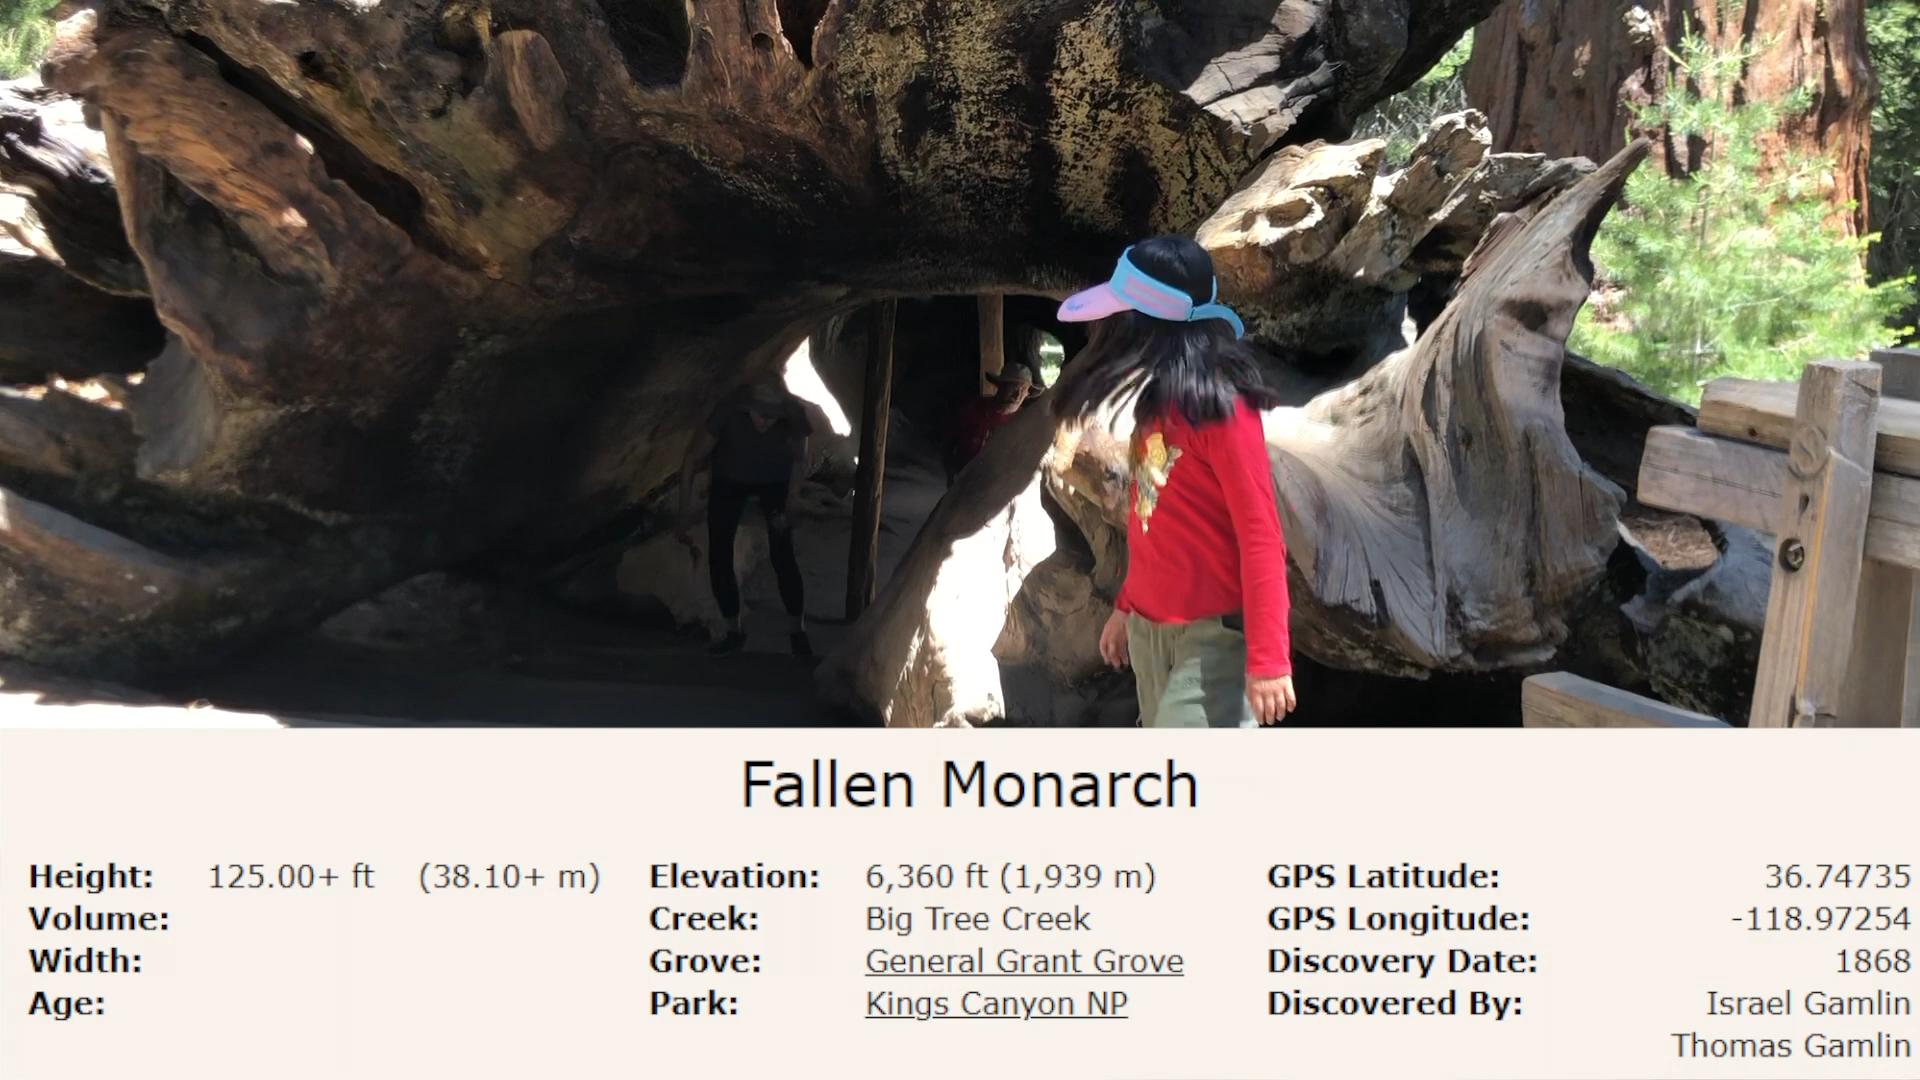 Fallen Monarch
Height: 125.00+ ft (38.10+ m) Elevation: 6,360 ft (1,939 m) GPS Latitude: 36.74735
Volume: Creek: Big Tree Creek GPS Longitude: -118.97254
Width: Grove: General Grant Grove Discovery Date: 1868
Age: Park: Kings Canyon NP Discovered By: Israel Gamlin
Thomas Gamlin